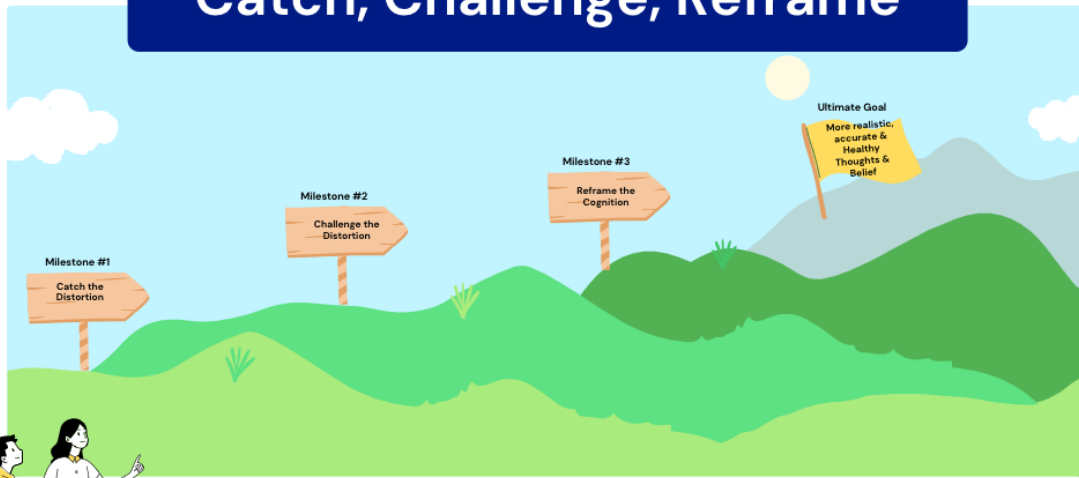 Catch, Challenge, Reframe
Ultimate Goal
More realistic,
accurate &
Healthy
Thoughts &
Belief
Milestone #3
Reframe the
Cognition
Milestone #2
Challenge the
Distortion
Milestone #1
Catch the
Distortion